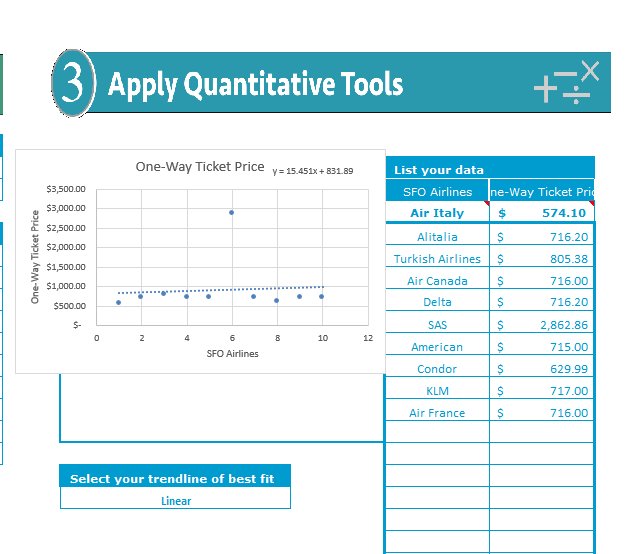 3 Apply Quantitative Tools
One-Way Ticket Price
y = 15.451x + 831.89
One-Way Ticket Price
$3,500.00
$3,000.00
$2,500.00
$2,000.00
$1,500.00
$1,000.00
$500.00
$-
0 2 4 6 8 10 12
SFO Airlines
List your data
SFO Airlines ne-Way Ticket Pric
Air Italy $ 574.10
Alitalia $ 716.20
Turkish Airlines $ 805.38
Air Canada $ 716.00
Delta $ 716.20
SAS $ 2,862.86
American $ 715.00
Condor $ 629.99
KLM $ 717.00
Air France $ 716.00
Select your trendline of best fit
Linear